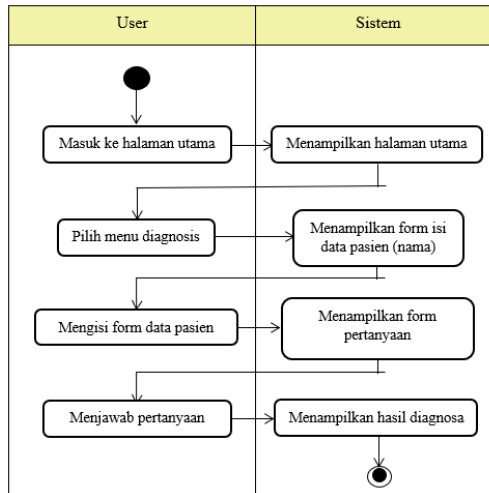 User
Sistem
Masuk ke halaman utama
Menampilkan halaman utama
Pilih menu diagnosis
Menampilkan form isi
data pasien (nama)
Mengisi form data pasien
Menampilkan form
pertanyaan
Menjawab pertanyaan
Menampilkan hasil diagnosa